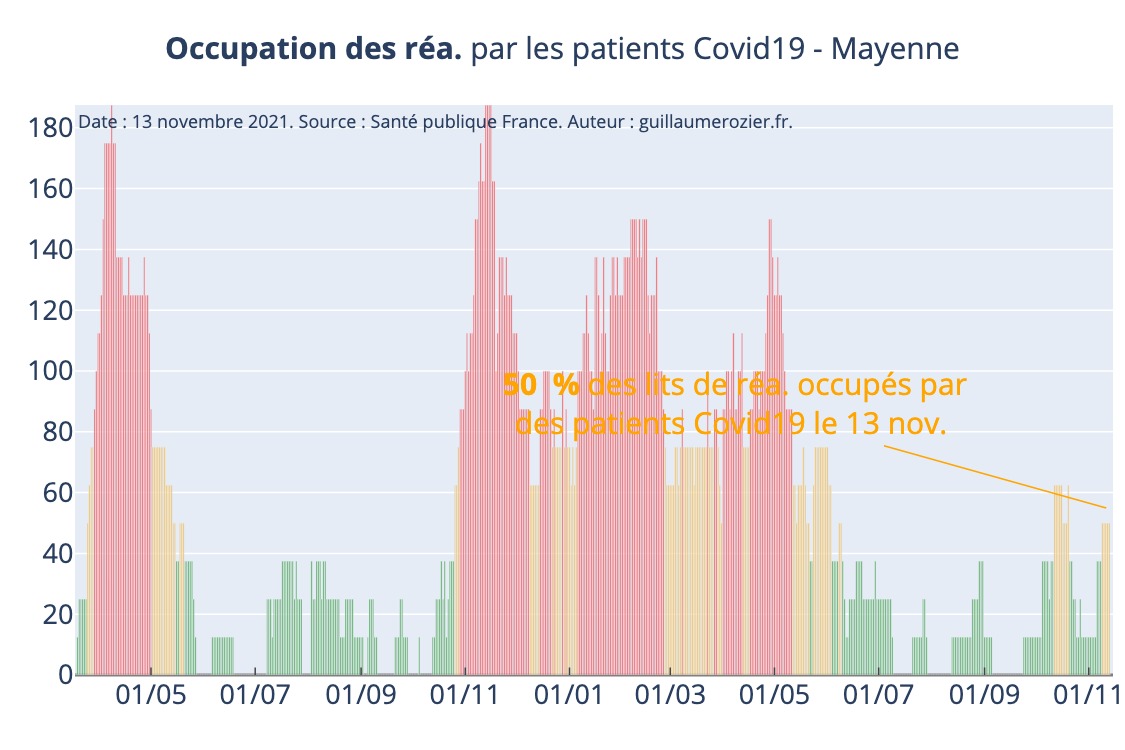 Occupation des réa. par les patients Covid19 - Mayenne
Date : 13 novembre 2021. Source : Santé publique France. Auteur : guillaumerozier.fr.
180
160
140
120
100
50 % des lits de réa. occupés par
des patients Covid19 le 13 nov.
80
60
40
20
0
01/05 01/07 01/09 01/11 01/01 01/03 01/05 01/07 01/09 01/11